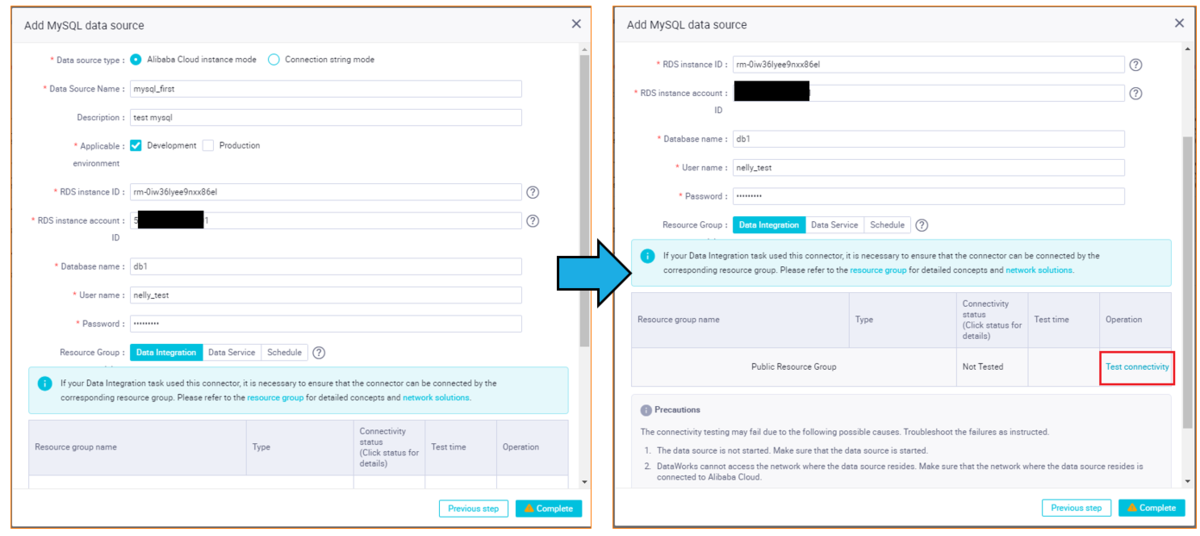 Add MySQL data source
* Data source type : Alibaba Cloud instance mode Connection string mode
* Data Source Name : mysql_first
Description : test mysql
* Applicable : Development Production
environment
* RDS instance ID : rm-0iw36lyee9nxx86el ?
* RDS instance account : 5 1 ?
ID
* Database name : db1
* User name : nelly_test
* Password : •••••••••
Resource Group : Data Integration Data Service Schedule ?
If your Data Integration task used this connector, it is necessary to ensure that the connector can be connected by the
corresponding resource group. Please refer to the resource group for detailed concepts and network solutions.
Resource group name Type Connectivity status (Click status for details) Test time Operation
Previous step Complete
Add MySQL data source
* RDS instance ID : rm-0iw36lyee9nxx86el ?
* RDS instance account : ?
ID
* Database name : db1
* User name : nelly_test
* Password : •••••••••
Resource Group : Data Integration Data Service Schedule ?
If your Data Integration task used this connector, it is necessary to ensure that the connector can be connected by the
corresponding resource group. Please refer to the resource group for detailed concepts and network solutions.
Resource group name Type Connectivity status (Click status for details) Test time Operation
Public Resource Group Not Tested Test connectivity
Precautions
The connectivity testing may fail due to the following possible causes. Troubleshoot the failures as instructed.
1. The data source is not started. Make sure that the data source is started.
2. DataWorks cannot access the network where the data source resides. Make sure that the network where the data source resides is
connected to Alibaba Cloud.
Previous step Complete